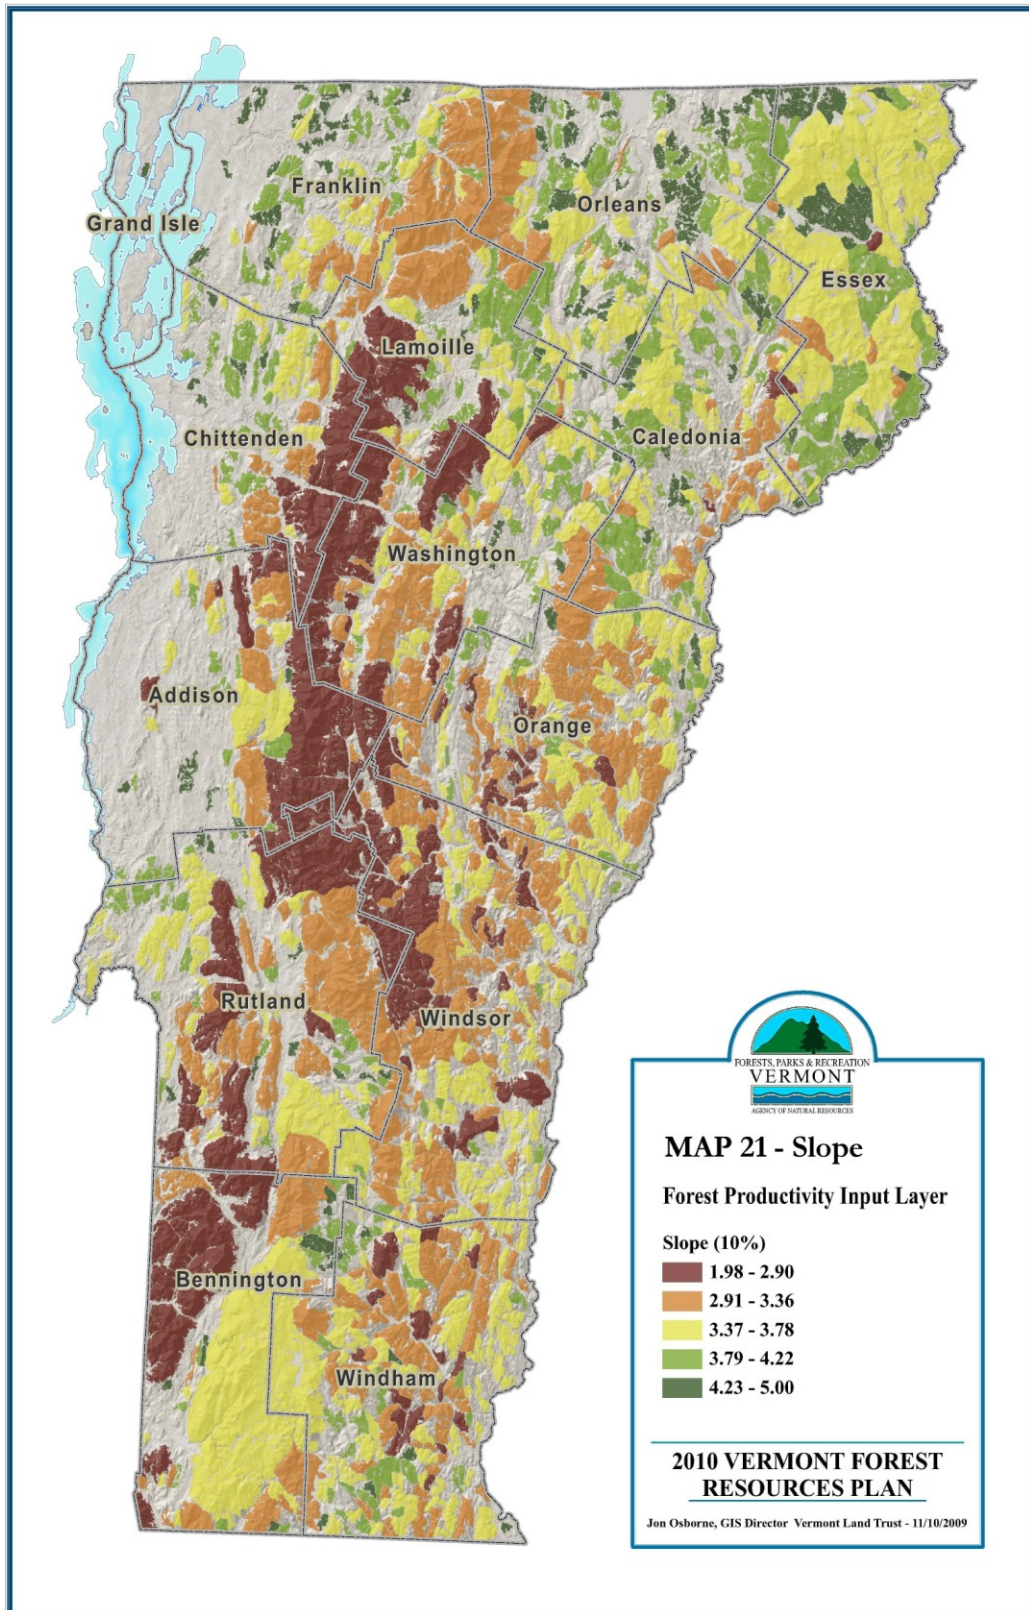 Franklin
Orleans
Grand Isle
Essex
Lamoille
Chittenden
Caledonia
Washington
Addison
Orange
Rutland
Windsor
Bennington
Windham
FORESTS, PARKS & RECREATION
VERMONT
AGENCY OF NATURAL RESOURCES
MAP 21 - Slope
Forest Productivity Input Layer
Slope (10%)
1.98 - 2.90
2.91 - 3.36
3.37 - 3.78
3.79 - 4.22
4.23 - 5.00
2010 VERMONT FOREST
RESOURCES PLAN
Jon Osborne, GIS Director Vermont Land Trust - 11/10/2009